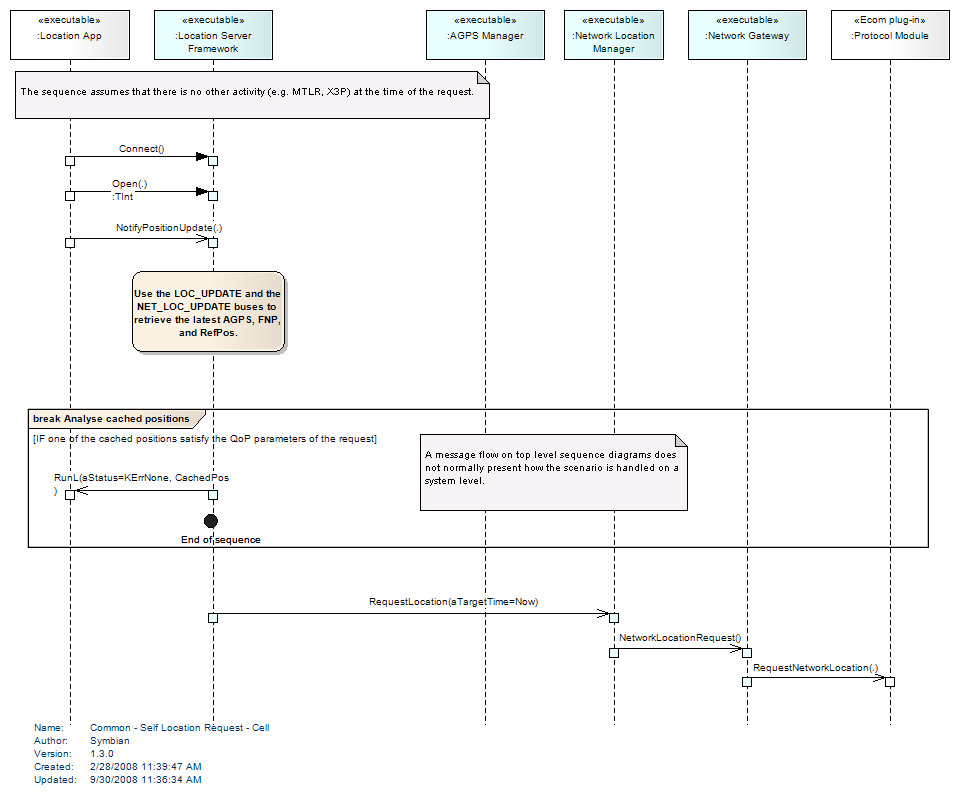 «executable»
:Location App
«executable»
:Location Server
Framework
«executable»
:AGPS Manager
«executable»
:Network Location
Manager
«executable»
:Network Gateway
«Ecom plug-in»
:Protocol Module
The sequence assumes that there is no other activity (e.g. MTLR, X3P) at the time of the request.
Connect()
Open(.)
:TInt
NotifyPositionUpdate(.)
Use the LOC_UPDATE and the
NET_LOC_UPDATE buses to
retrieve the latest AGPS, FNP,
and RefPos.
break Analyse cached positions
[IF one of the cached positions satisfy the QoP parameters of the request]
A message flow on top level sequence diagrams does
not normally present how the scenario is handled on a
system level.
RunL(aStatus=KErrNone, CachedPos
)
End of sequence
RequestLocation(aTargetTime=Now)
NetworkLocationRequest()
RequestNetworkLocation(.)
Name: Common - Self Location Request - Cell
Author: Symbian
Version: 1.3.0
Created: 2/28/2008 11:39:47 AM
Updated: 9/30/2008 11:36:34 AM